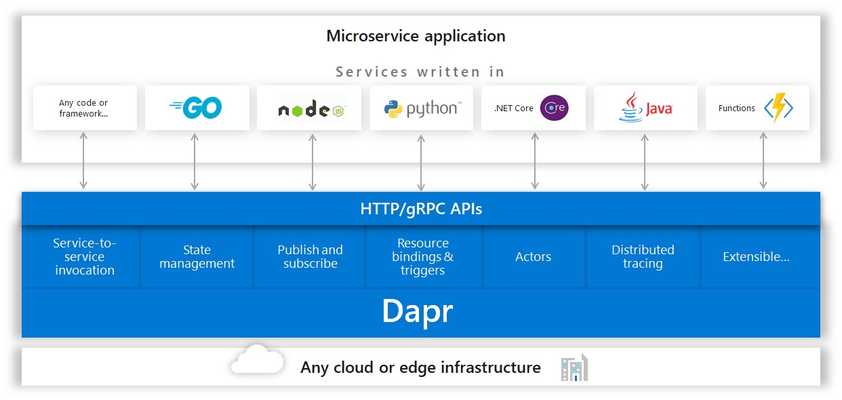 Microservice application
Services written in
Any code or
framework...
GO
node
JS
python™
.NET Core
Core
Java
Functions
HTTP/gRPC APIs
Service-to-
service
invocation
State
management
Publish and
subscribe
Resource
bindings &
triggers
Actors
Distributed
tracing
Extensible...
Dapr
Any cloud or edge infrastructure